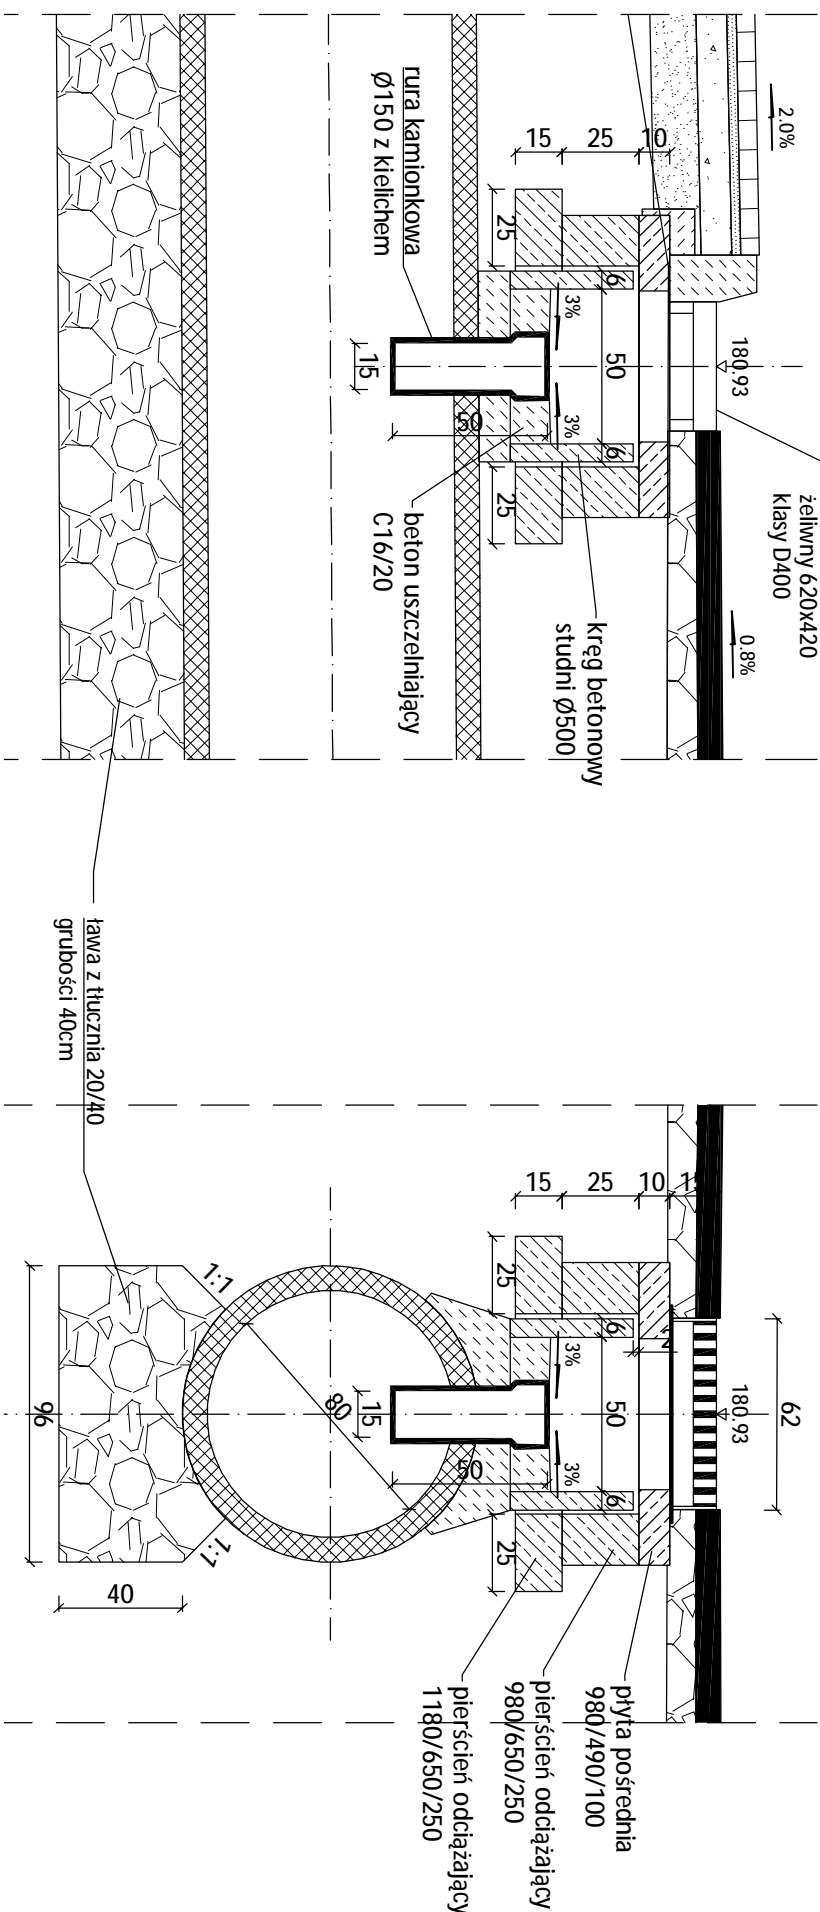 2.0%
180.93
żeliwny 620x420
klasy D400
0.8%
15
25
10
25
6
50
6
25
3%
3%
15
50
rura kamionkowa
Ø150 z kielichem
beton uszczelniający
C16/20
kręg betonowy
studni Ø500
ława z tłucznia 20/40
grubości 40cm
15
25
10
62
180.93
25
6
50
6
25
3%
3%
15
50
80
1:1
1:1
96
40
płyta pośrednia
980/490/100
pierścień odciążający
980/650/250
pierścień odciążający
1180/650/250